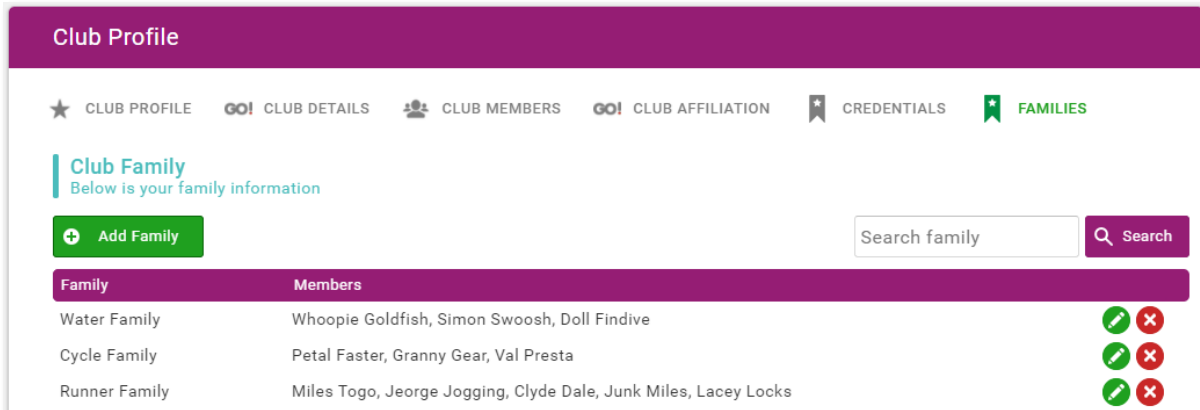 Club Profile
CLUB PROFILE GO! CLUB DETAILS CLUB MEMBERS GO! CLUB AFFILIATION CREDENTIALS FAMILIES
Club Family
Below is your family information
Add Family Search family Search
Family Members
Water Family Whoopie Goldfish, Simon Swoosh, Doll Findive
Cycle Family Petal Faster, Granny Gear, Val Presta
Runner Family Miles Togo, Jeorge Jogging, Clyde Dale, Junk Miles, Lacey Locks